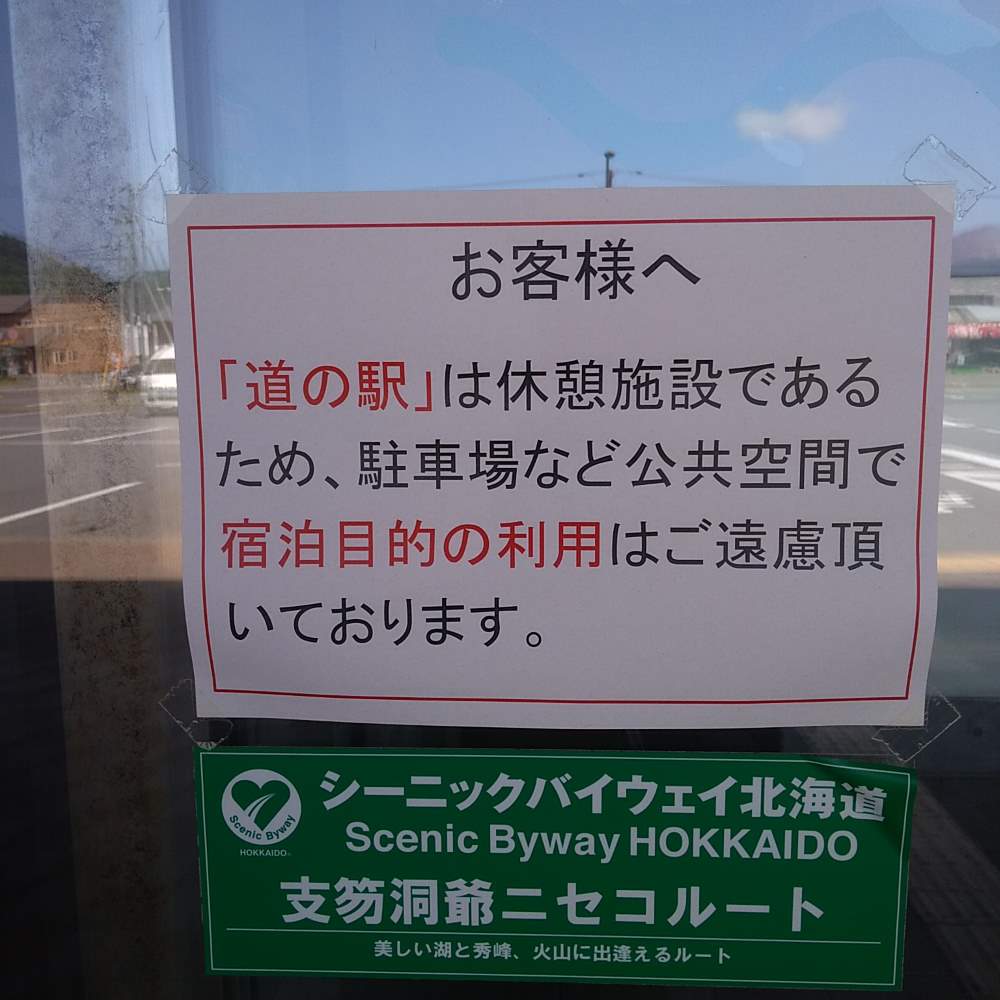 お客様へ
「道の駅」は休憩施設である
ため、駐車場など公共空間で
宿泊目的の利用はご遠慮頂
いております。
シーニックバイウェイ北海道
Scenic Byway HOKKAIDO
Scenic Byway
HOKKAIDO
支笏洞爺ニセコルート
美しい湖と秀峰、火山に出逢えるルート